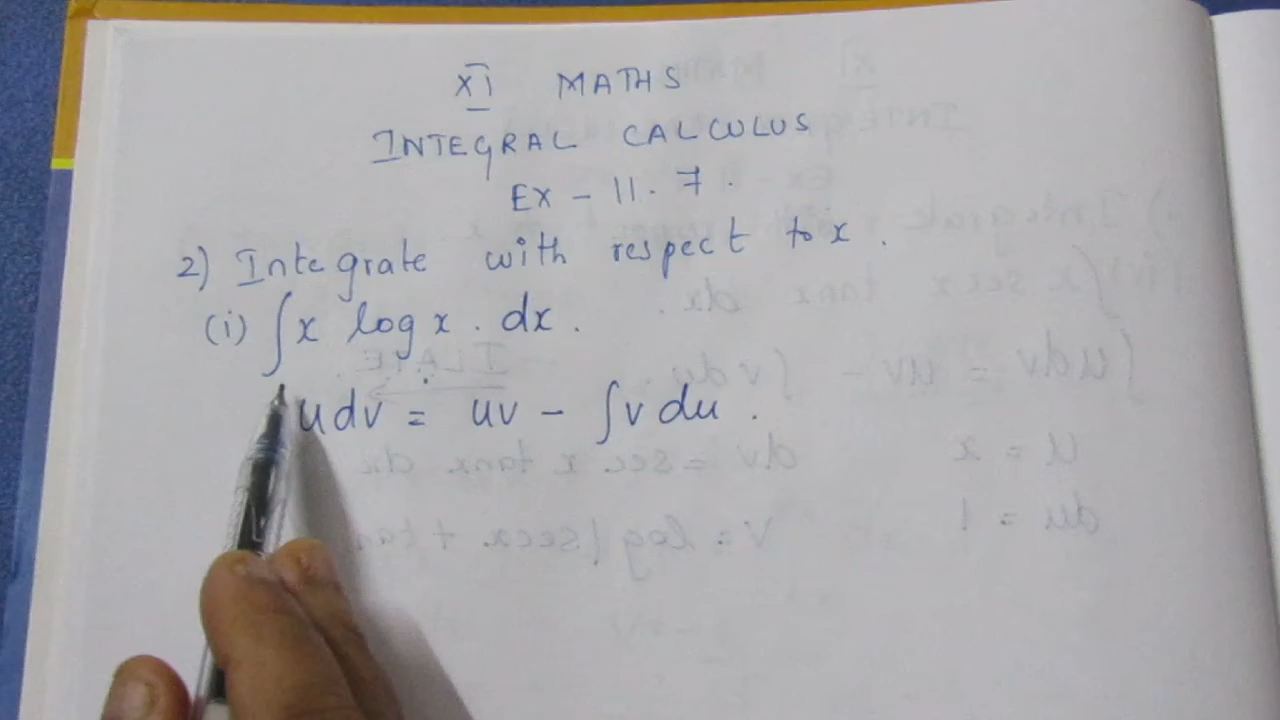 XI MATHS
INTEGRAL CALCULUS
EX - 11.7.
2) Integrate with respect to x.
(i) ∫x log x . dx.
udv = uv - ∫v du.